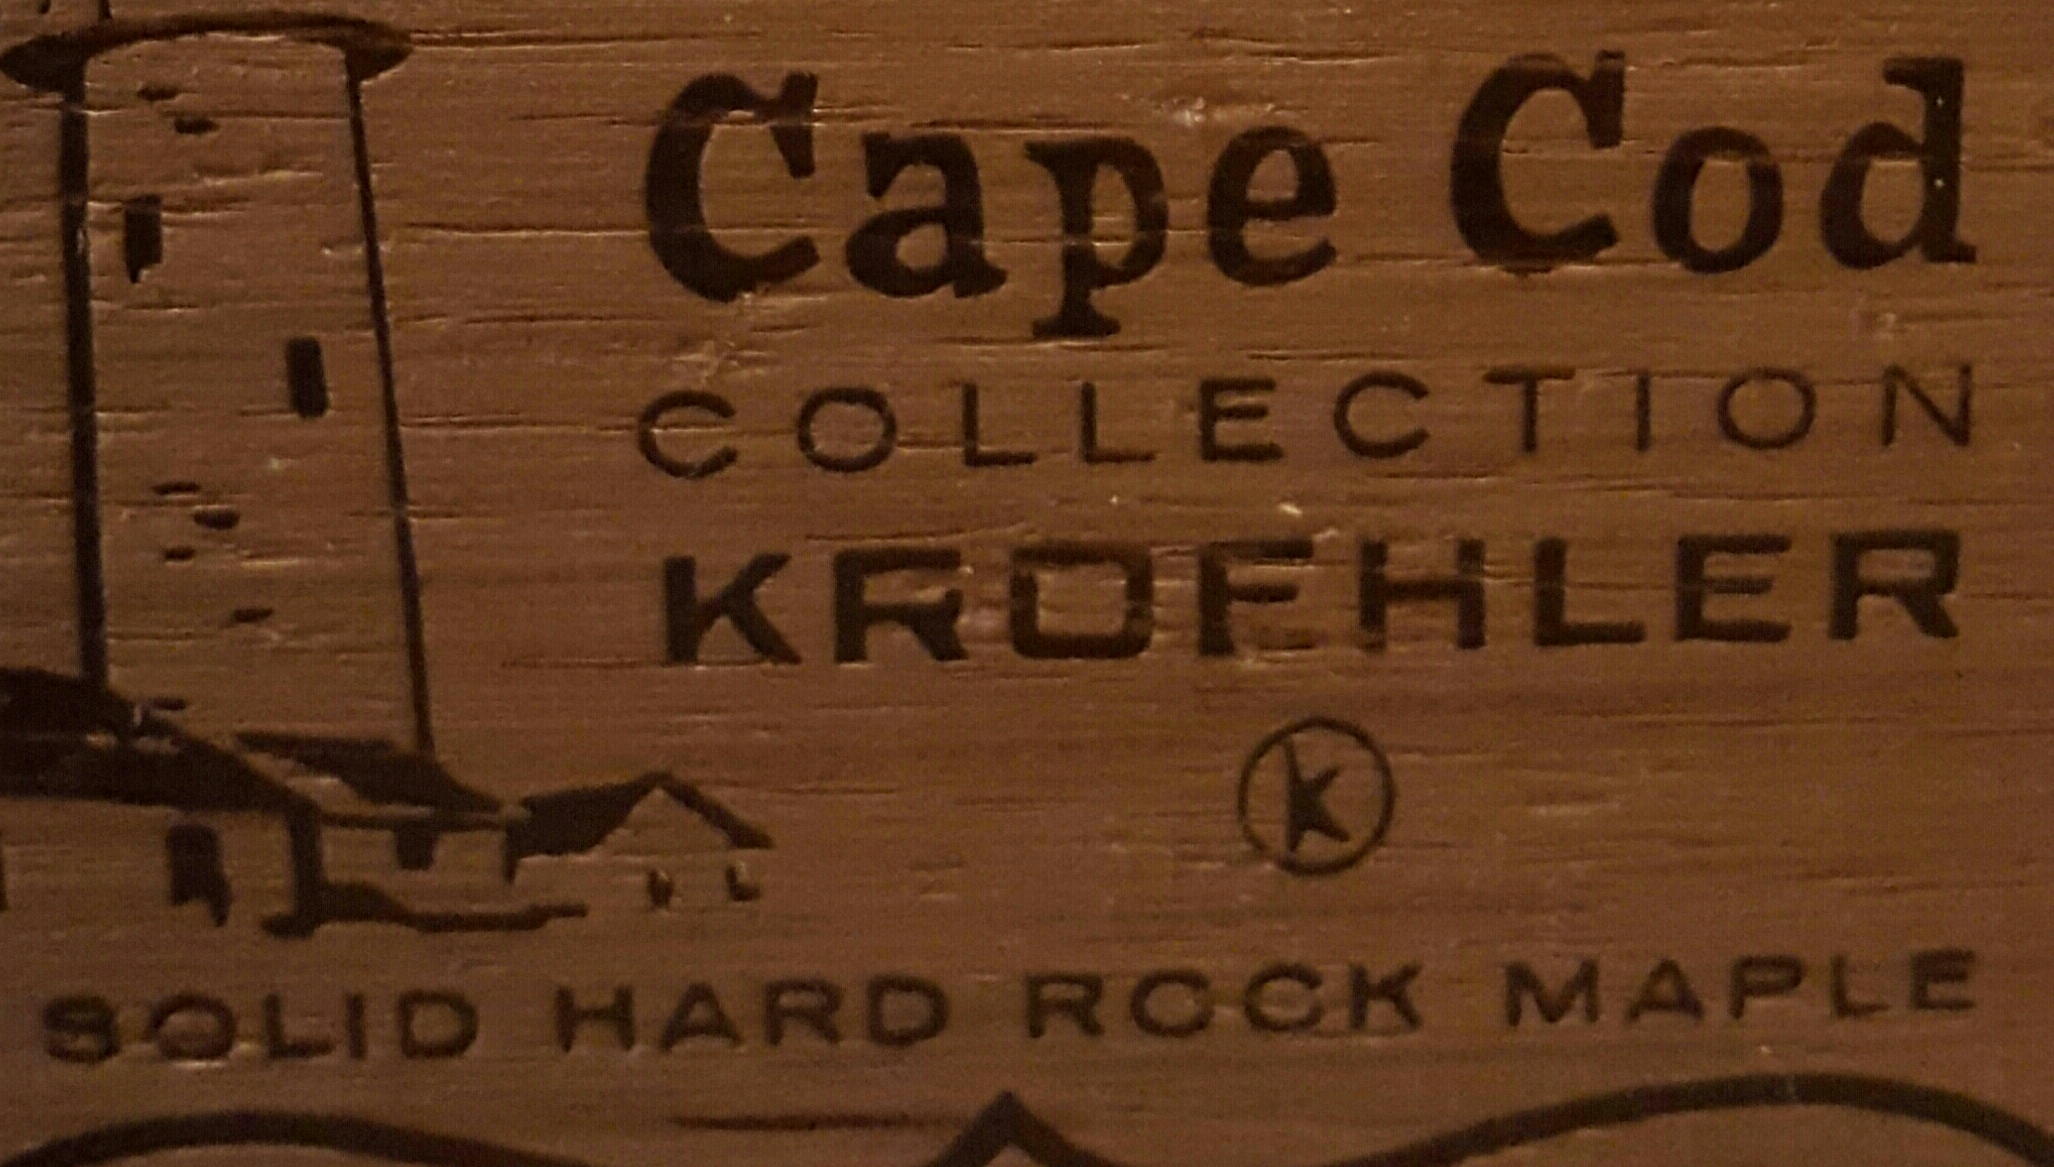 Cape Cod
COLLECTION
KROEHLER
K
SOLID HARD ROCK MAPLE